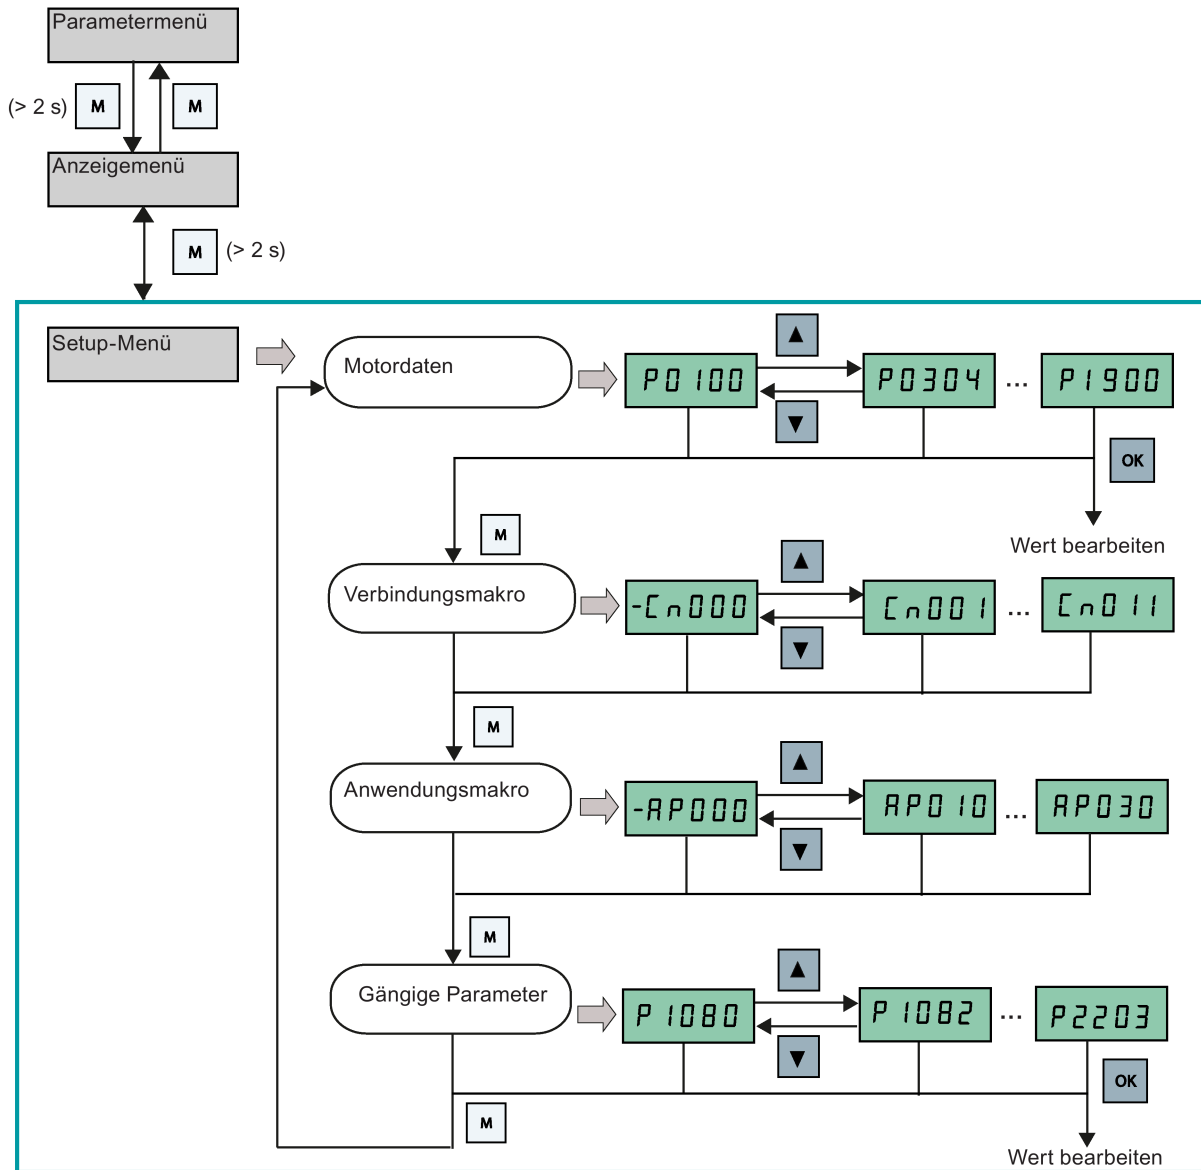 Parametermenü
(> 2 s) M M
Anzeigemenü
M (> 2 s)
Setup-Menü
Motordaten
▲
P0100 P0304 ... P1900
▼
OK
M
Wert bearbeiten
Verbindungsmakro
▲
-Cn000 Cn001 ... Cn011
▼
M
Anwendungsmakro
▲
-AP000 AP010 ... AP030
▼
M
Gängige Parameter
▲
P1080 P1082 ... P2203
▼
OK
M
Wert bearbeiten